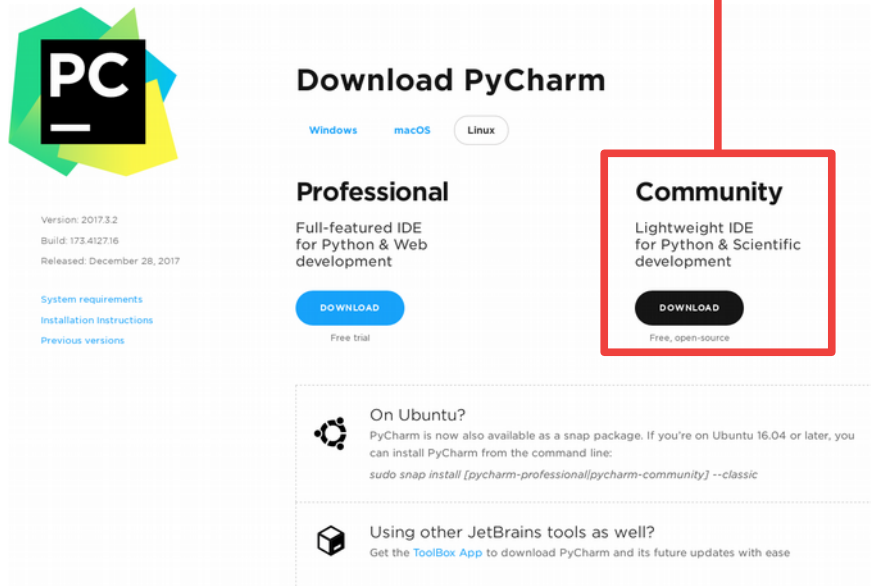 PC
Download PyCharm
Windows macOS Linux
Professional
Full-featured IDE
for Python & Web
development
DOWNLOAD
Free trial
Community
Lightweight IDE
for Python & Scientific
development
DOWNLOAD
Free, open-source
Version: 2017.3.2
Build: 173.4127.16
Released: December 28, 2017
System requirements
Installation Instructions
Previous versions
On Ubuntu?
PyCharm is now also available as a snap package. If you're on Ubuntu 16.04 or later, you
can install PyCharm from the command line:
sudo snap install [pycharm-professional|pycharm-community] --classic
Using other JetBrains tools as well?
Get the ToolBox App to download PyCharm and its future updates with ease